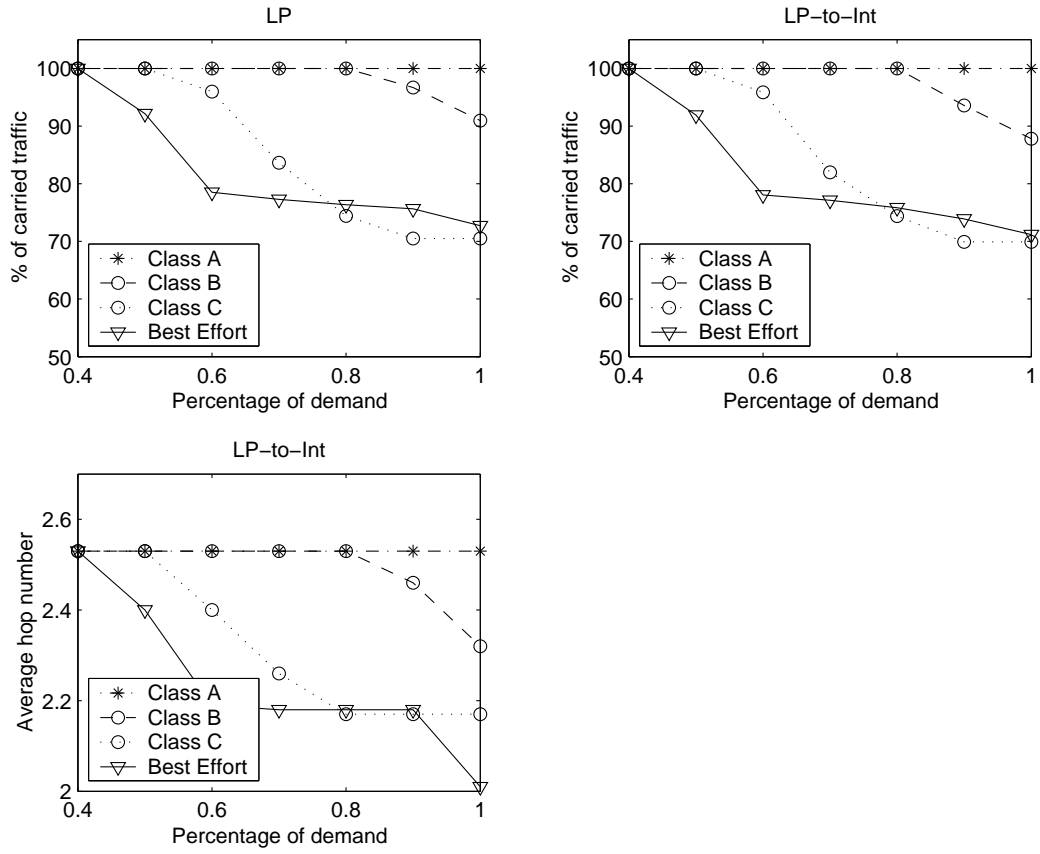 LP
100
90
80
70
60
50
% of carried traffic
Class A
Class B
Class C
Best Effort
0.4
0.6
0.8
1
Percentage of demand
LP−to−Int
100
90
80
70
60
50
% of carried traffic
Class A
Class B
Class C
Best Effort
0.4
0.6
0.8
1
Percentage of demand
LP−to−Int
2.6
2.4
2.2
2
Average hop number
Class A
Class B
Class C
Best Effort
0.4
0.6
0.8
1
Percentage of demand